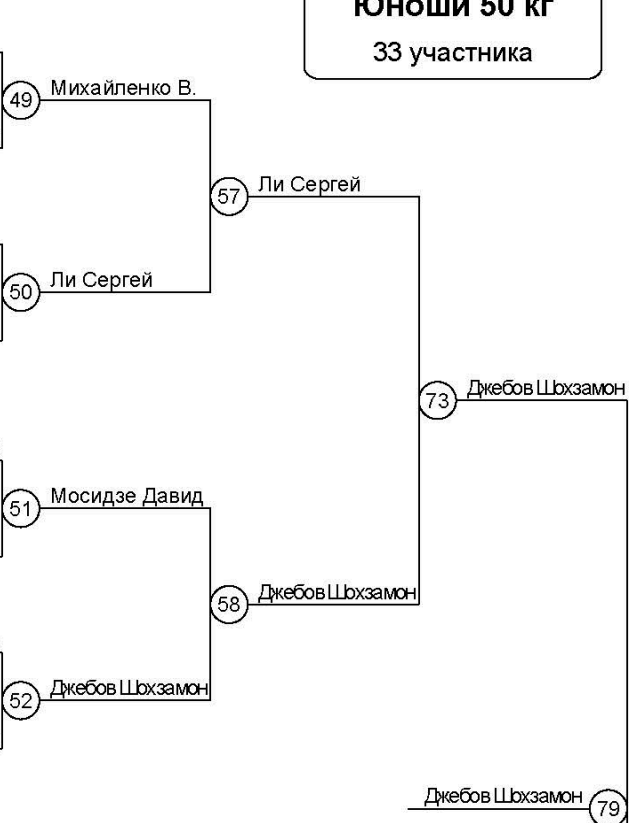 Юноши 50 кг
33 участника
49 Михайленко В.
57 Ли Сергей
50 Ли Сергей
73 Джебов Шохзамон
51 Мосидзе Давид
58 Джебов Шохзамон
52 Джебов Шохзамон
Джебов Шохзамон 79